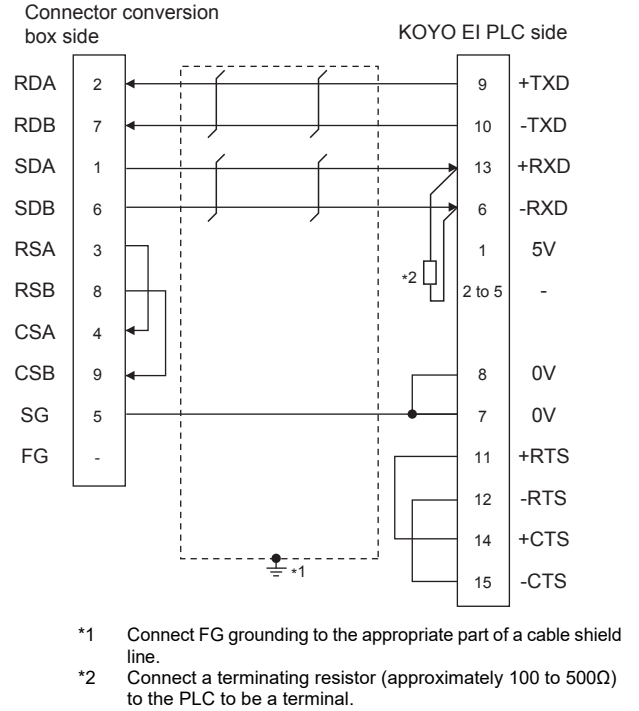 Connector conversion
box side
KOYO EI PLC side
RDA 2 9 +TXD
RDB 7 10 -TXD
SDA 1 13 +RXD
SDB 6 6 -RXD
RSA 3 1 5V
RSB 8 *2 2 to 5 -
CSA 4
CSB 9 8 0V
SG 5 7 0V
FG - 11 +RTS
12 -RTS
14 +CTS
*1
15 -CTS
*1 Connect FG grounding to the appropriate part of a cable shield
line.
*2 Connect a terminating resistor (approximately 100 to 500Ω)
to the PLC to be a terminal.